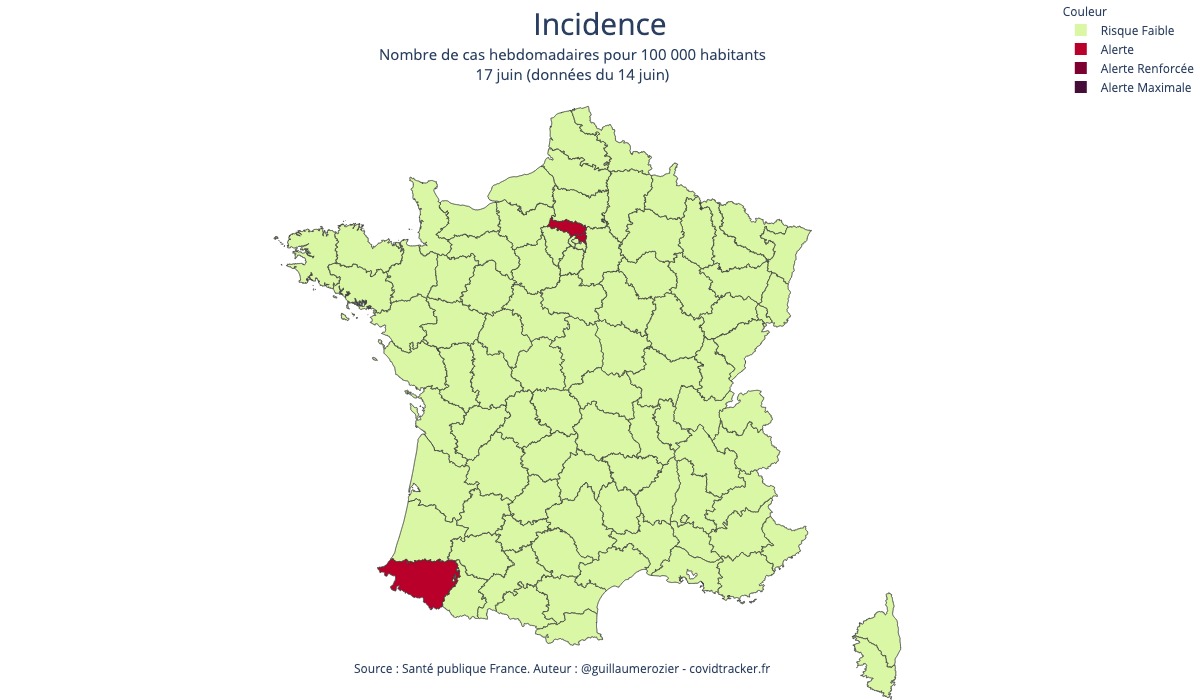 Incidence
Nombre de cas hebdomadaires pour 100 000 habitants
17 juin (données du 14 juin)
Couleur
Risque Faible
Alerte
Alerte Renforcée
Alerte Maximale
Source : Santé publique France. Auteur : @guillaumerozier - covidtracker.fr